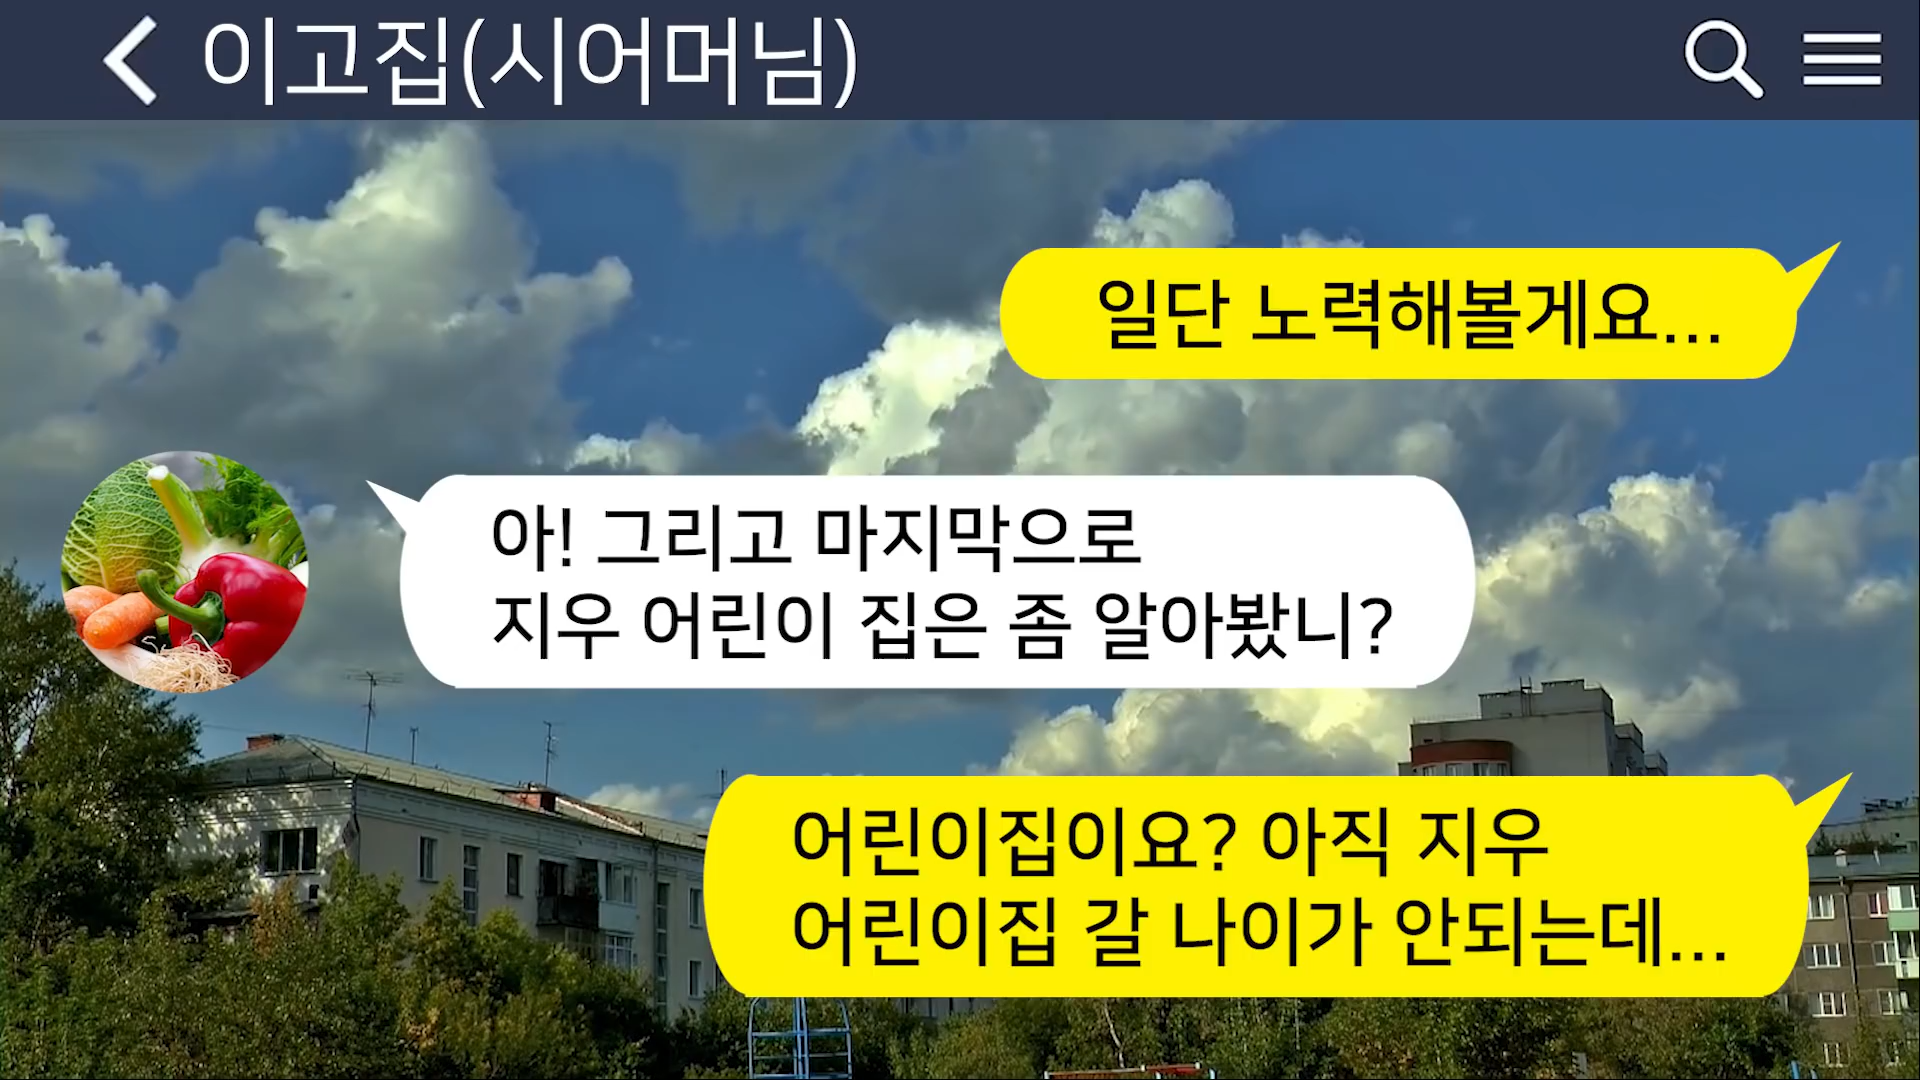 이고집(시어머님)
일단 노력해볼게요...
아! 그리고 마지막으로
지우 어린이 집은 좀 알아봤니?
어린이집이요? 아직 지우
어린이집 갈 나이가 안되는데...